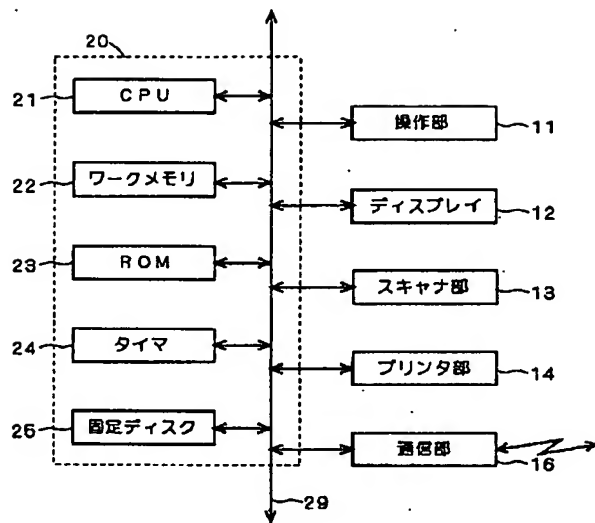 20
21
CPU
操作部
11
22
ワークメモリ
ディスプレイ
12
23
ROM
スキャナ部
13
24
タイマ
プリンタ部
14
25
固定ディスク
通信部
16
29